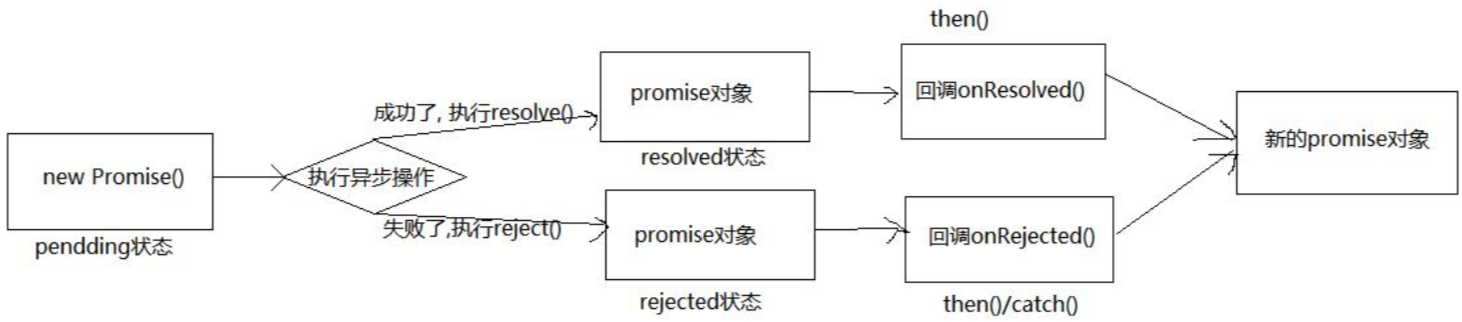 then()
promise对象
回调onResolved()
成功了, 执行resolve()
新的promise对象
resolved状态
new Promise()
执行异步操作
失败了,执行reject()
promise对象
回调onRejected()
pendding状态
rejected状态
then()/catch()